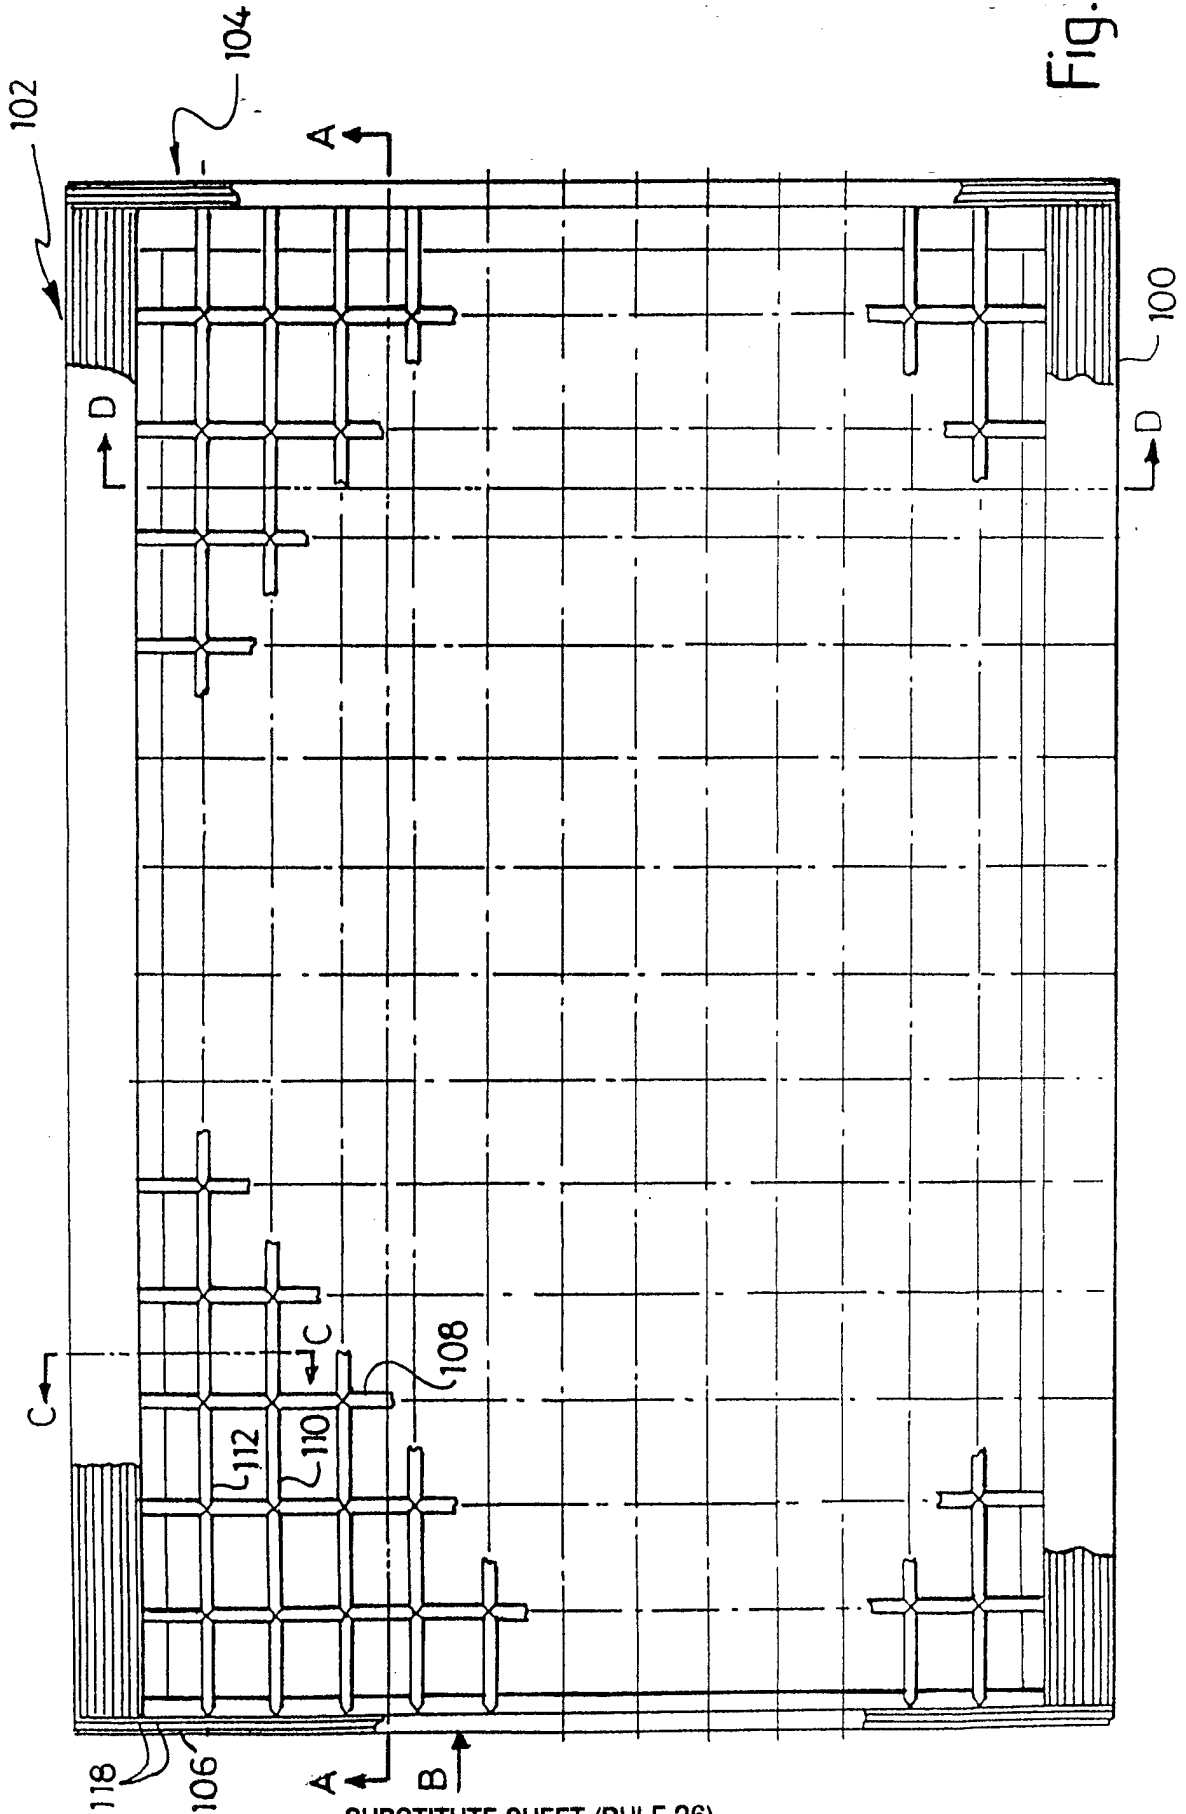 102
104
A
D
Fig.
100
D
C
C
108
112
110
118
106
A
B
SUBSTITUTE SHEET (RULE 26)